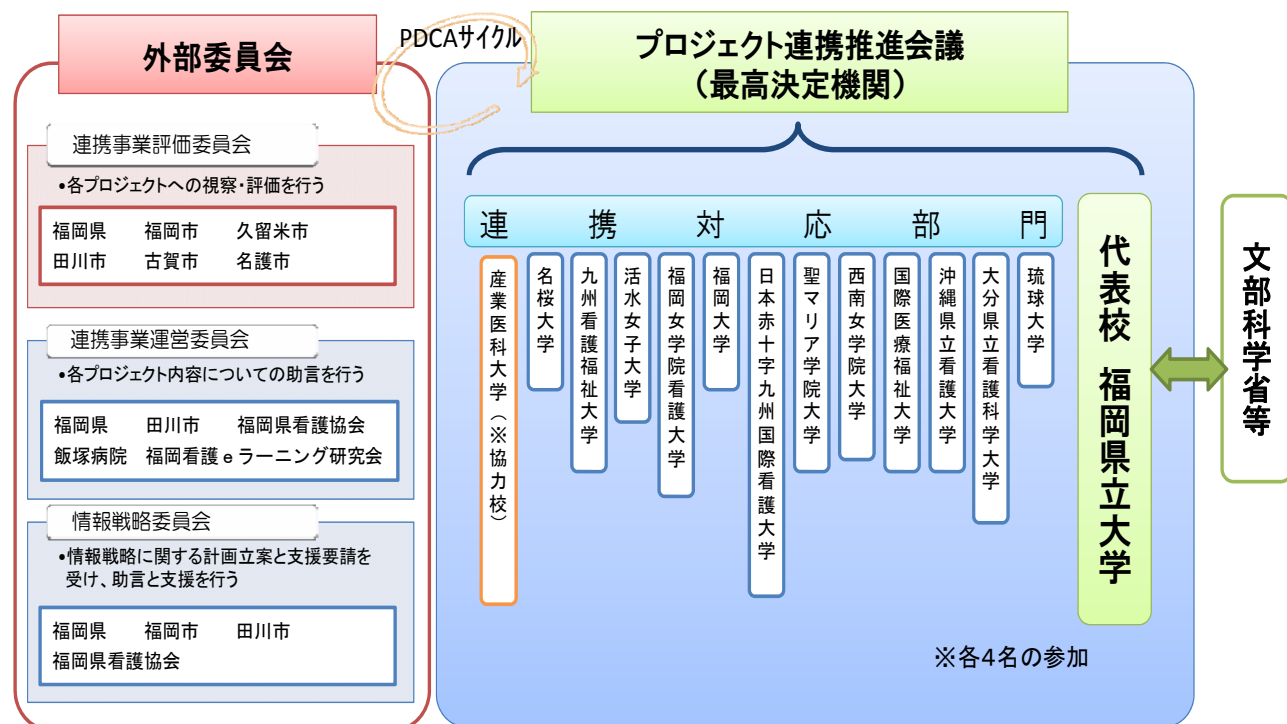 外部委員会
連携事業評価委員会
•各プロジェクトへの視察・評価を行う
福岡県 福岡市 久留米市
田川市 古賀市 名護市
連携事業運営委員会
•各プロジェクト内容についての助言を行う
福岡県 田川市 福岡県看護協会
飯塚病院 福岡看護eラーニング研究会
情報戦略委員会
•情報戦略に関する計画立案と支援要請を
受け、助言と支援を行う
福岡県 福岡市 田川市
福岡県看護協会
PDCAサイクル
プロジェクト連携推進会議
(最高決定機関)
連携対応部門
産業医科大学(※協力校)
名桜大学
九州看護福祉大学
活水女子大学
福岡女学院看護大学
福岡大学
日本赤十字九州国際看護大学
聖マリア学院大学
西南女学院大学
国際医療福祉大学
沖縄県立看護大学
大分県立看護科学大学
琉球大学
代表校 福岡県立大学
※各4名の参加
文部科学省等